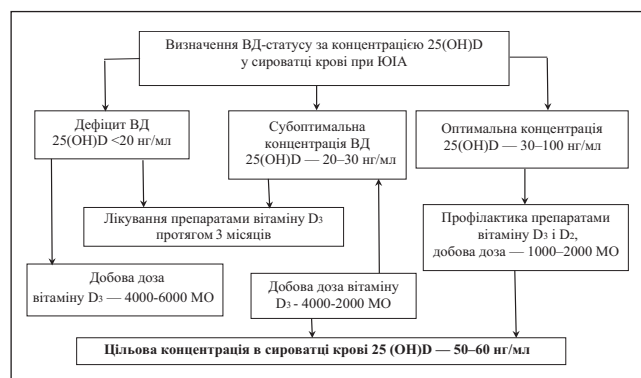 Визначення ВД-статусу за концентрацією 25(OH)D
у сироватці крові при ЮІА
Дефіцит ВД
25(OH)D <20 нг/мл
Субоптимальна
концентрація ВД
25(OH)D — 20–30 нг/мл
Оптимальна концентрація
25(OH)D — 30–100 нг/мл
Лікування препаратами вітаміну D3
протягом 3 місяців
Профілактика препаратами
вітаміну D3 і D2,
добова доза — 1000–2000 МО
Добова доза
вітаміну D3 — 4000-6000 МО
Добова доза вітаміну
D3 - 4000-2000 МО
Цільова концентрація в сироватці крові 25 (OH)D — 50–60 нг/мл